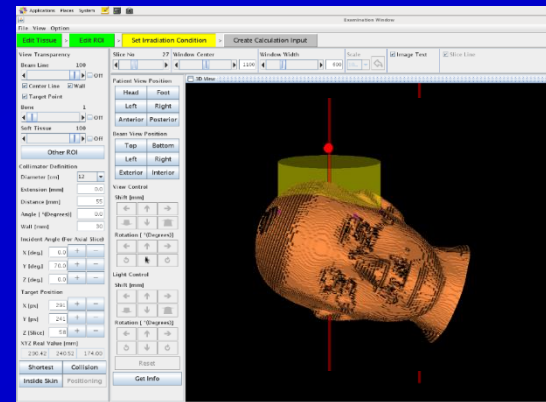 Applications Places System
Examination Window
File View Option
Edit Tissue > Edit ROI > Set Irradiation Condition > Create Calculation Input
View Transparency
Beam Line 100
Off
Center Line Wall
Target Point
Born 1
Off
Soft Tissue 100
Off
Other ROI
Collimator Definition
Diameter [cm] 12
Extension [mm] 0.0
Distance [mm] 55
Angle [ °(Degrees)] 0.0
Wall [mm] 30
Incident Angle (For Axial Slice)
X [deg] 0.0 + -
Y [deg] 70.0 + -
Z [deg] 0.0 + -
Target Position
X [px] 291 + -
Y [px] 241 + -
Z [Slice] 58 + -
XYZ Real Value [mm]
230.42 240.52 174.00
Shortest Collision
Inside Skin Positioning
Slice No 27 Window Center 1100 Window Width 400 Scale Image Text Slice Line
Patient View Position
Head Foot
Left Right
Anterior Posterior
Beam View Position
Top Bottom
Left Right
Exterior Interior
View Control
Shift [mm]
Rotation [ °(Degrees)]
Light Control
Shift [mm]
Rotation [ °(Degrees)]
Reset
Get Info
3D View